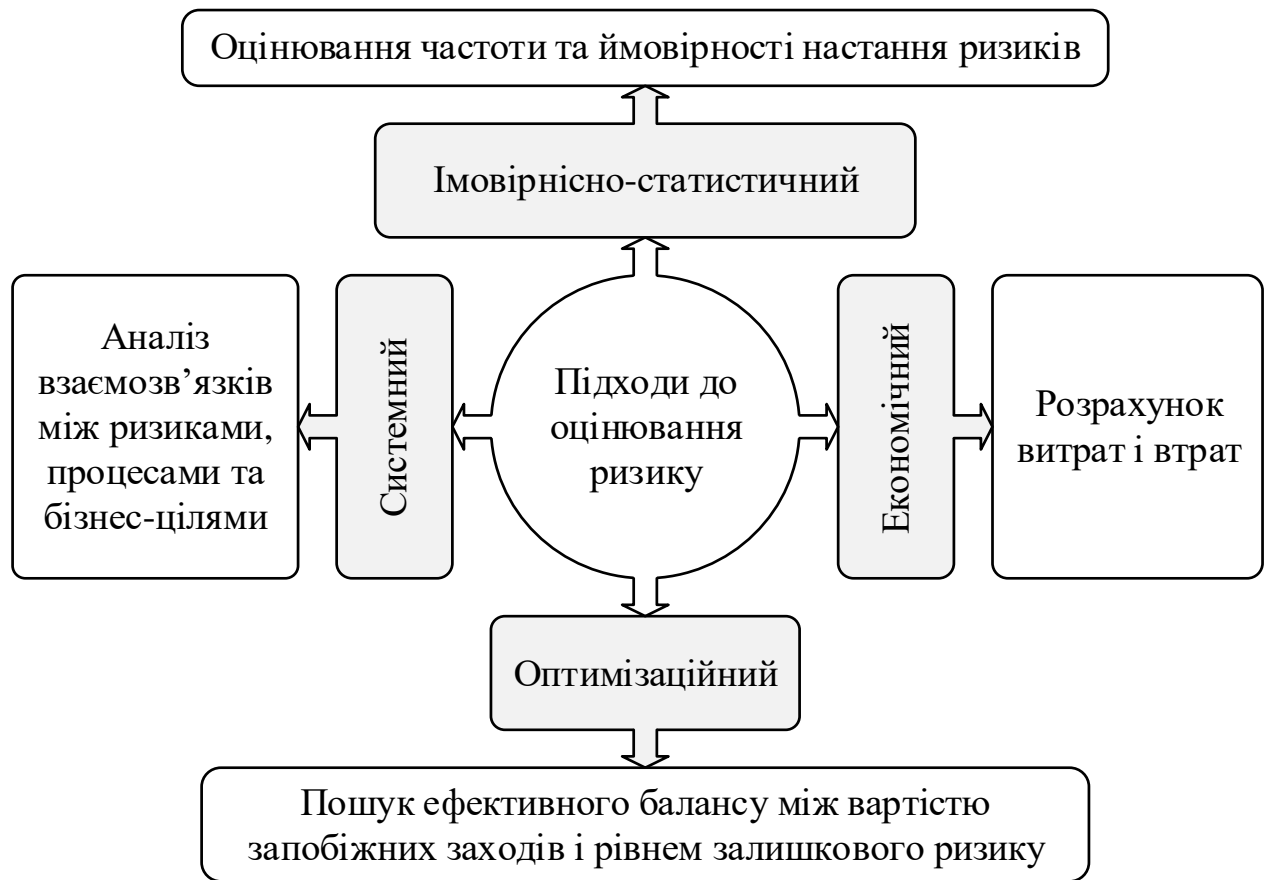 Оцінювання частоти та ймовірності настання ризиків
Імовірнісно-статистичний
Аналіз
взаємозв’язків
між ризиками,
процесами та
бізнес-цілями
Системний
Підходи до
оцінювання
ризику
Економічний
Розрахунок
витрат і втрат
Оптимізаційний
Пошук ефективного балансу між вартістю
запобіжних заходів і рівнем залишкового ризику